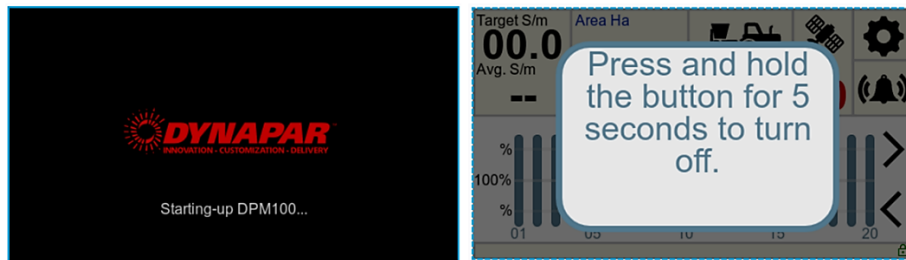 DYNAPAR
INNOVATION - CUSTOMIZATION - DELIVERY
Starting-up DPM100...
Target S/m
00.0
Area Ha
Avg. S/m
--
Press and hold
the button for 5
seconds to turn
off.
%
100%
%
01 05 10 15 20